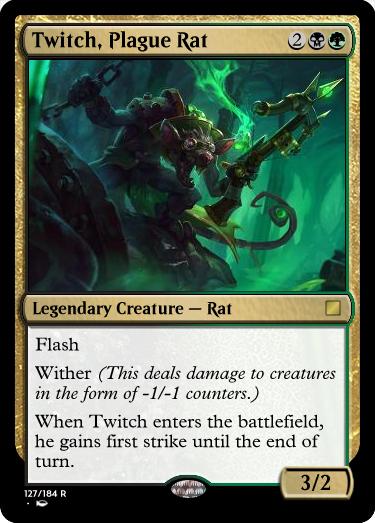 Twitch, Plague Rat 2
Legendary Creature — Rat
Flash
Wither (This deals damage to creatures
in the form of -1/-1 counters.)
When Twitch enters the battlefield,
he gains first strike until the end of
turn.
3/2
127/184 R